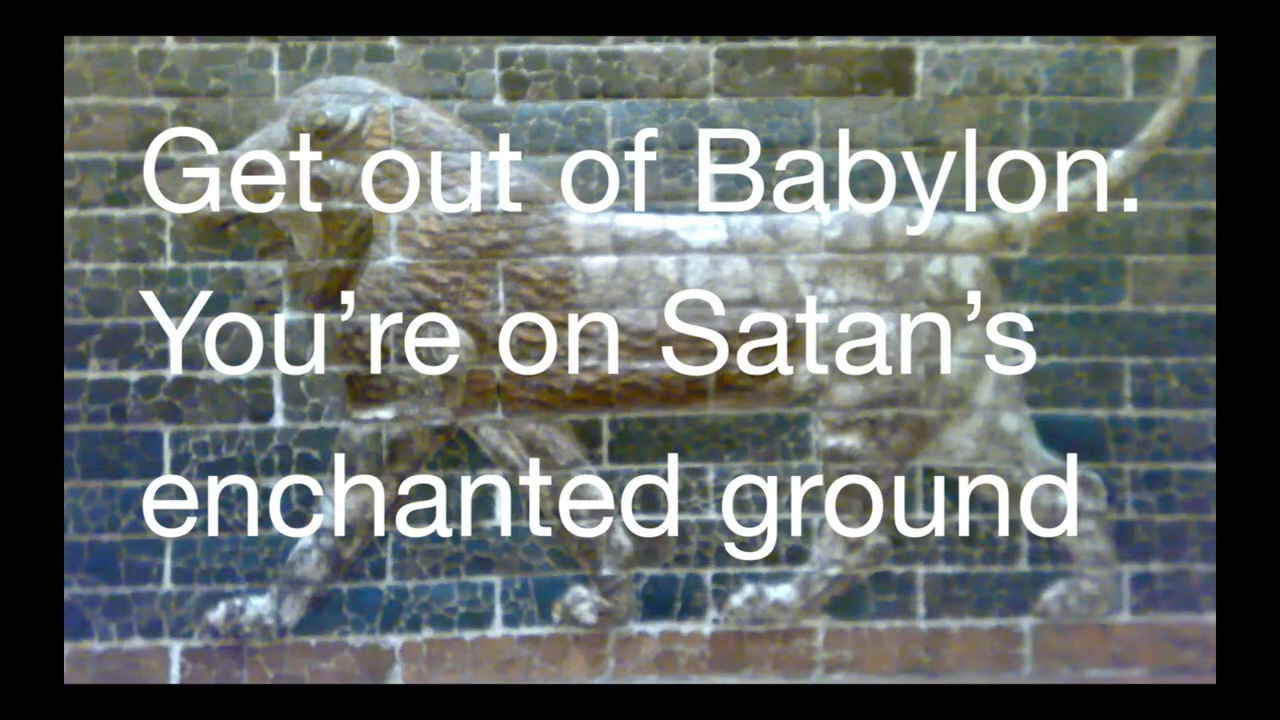 Get out of Babylon.
You’re on Satan’s
enchanted ground